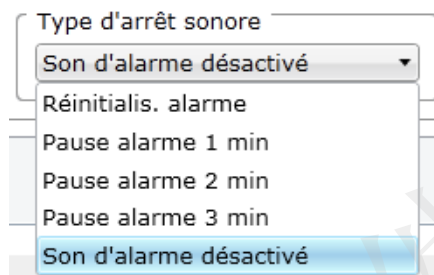 Type d'arrêt sonore
Son d'alarme désactivé
Réinitialis. alarme
Pause alarme 1 min
Pause alarme 2 min
Pause alarme 3 min
Son d'alarme désactivé